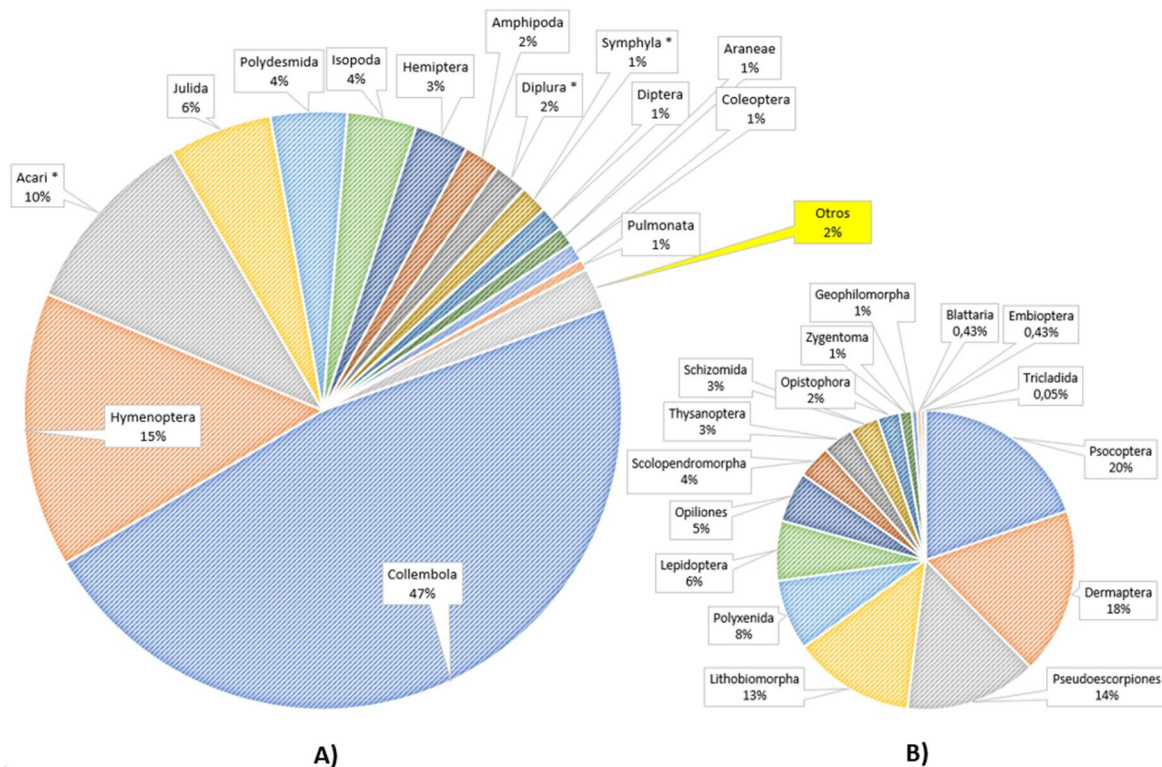 Amphipoda
2%
Symphyla *
1%
Araneae
1%
Polydesmida
4%
Isopoda
4%
Hemiptera
3%
Diplura *
2%
Diptera
1%
Coleoptera
1%
Julida
6%
Acari *
10%
Pulmonata
1%
Otros
2%
Hymenoptera
15%
Collembola
47%
A)
Geophilomorpha
1%
Blattaria
0,43%
Embioptera
0,43%
Zygentoma
1%
Schizomida
3%
Opistophora
2%
Tricladida
0,05%
Thysanoptera
3%
Psocoptera
20%
Scolopendromorpha
4%
Opiliones
5%
Lepidoptera
6%
Dermaptera
18%
Polyxenida
8%
Lithobiomorpha
13%
Pseudoescorpiones
14%
B)